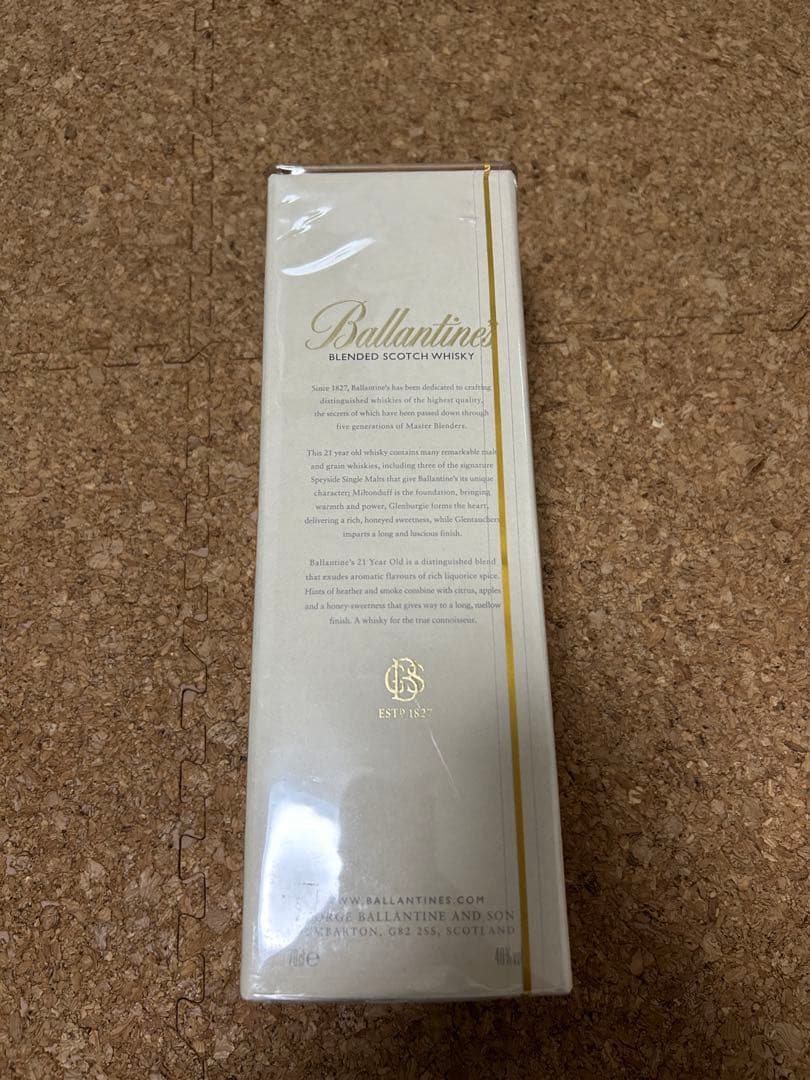 Ballantine's
BLENDED SCOTCH WHISKY
Since 1827, Ballantine's has been dedicated to crafting
distinguished whiskies of the highest quality,
the secrets of which have been passed down through
five generations of Master Blenders.
This 21 year old whisky contains many remarkable malt
and grain whiskies, including three of the signature
Speyside Single Malts that give Ballantine's its unique
character; Miltonduff is the foundation, bringing
warmth and power, Glenburgie forms the heart,
delivering a rich, honeyed sweetness, while Glentauchers
imparts a long and luscious finish.
Ballantine's 21 Year Old is a distinguished blend
that exudes aromatic flavours of rich liquorice spice.
Hints of heather and smoke combine with citrus, apples
and a honey-sweetness that gives way to a long, mellow
finish. A whisky for the true connoisseur.
GBS
ESTD 1827
WWW.BALLANTINES.COM
GEORGE BALLANTINE AND SON
DUMBARTON, G82 2SS, SCOTLAND
70cl e 40%